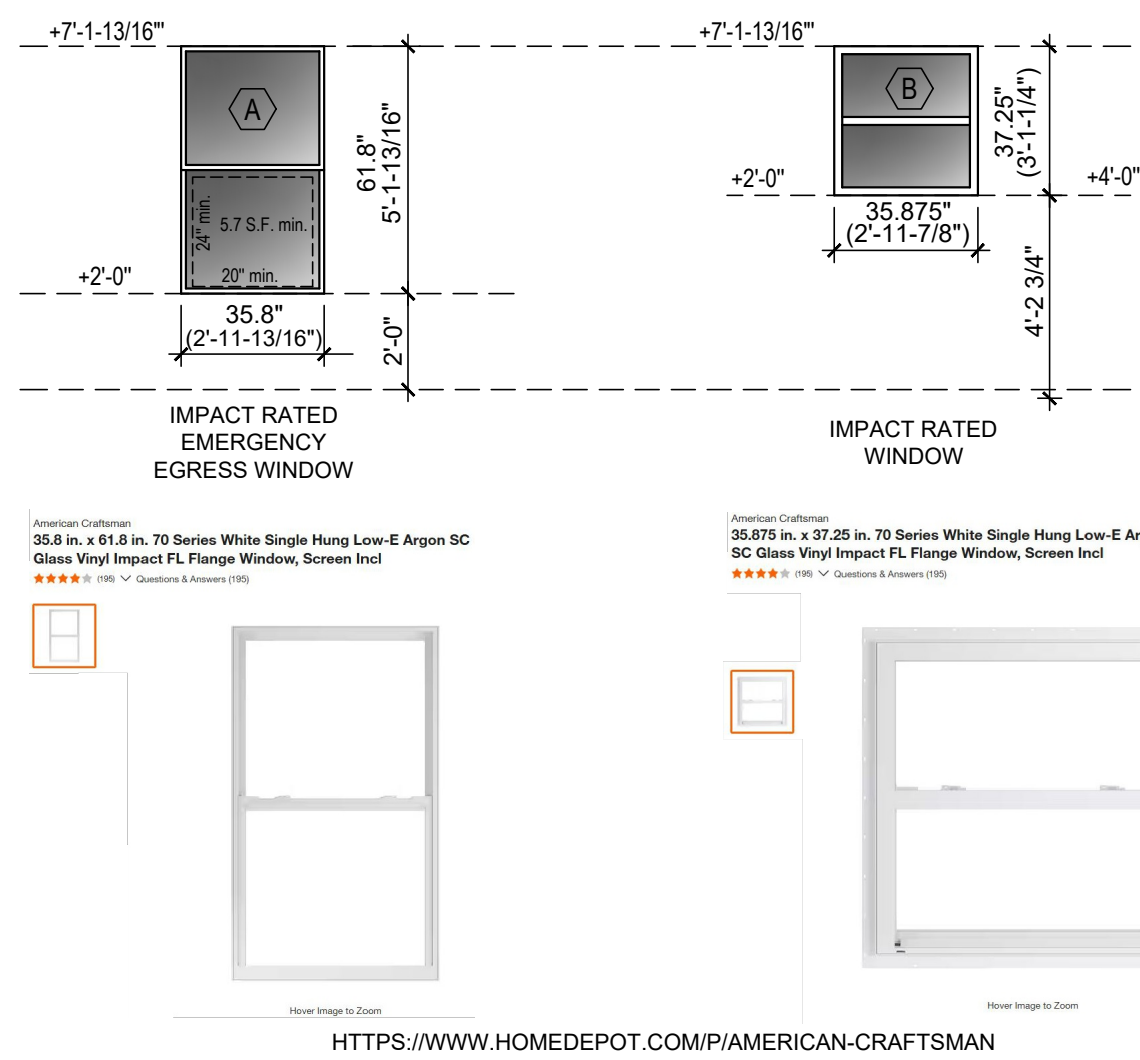 +7'-1-13/16'"
A
24" min.
5.7 S.F. min.
20" min.
+2'-0"
35.8"
(2'-11-13/16")
61.8"
5'-1-13/16"
2'-0"
IMPACT RATED
EMERGENCY
EGRESS WINDOW
+7'-1-13/16'"
B
+2'-0"
35.875"
(2'-11-7/8")
37.25"
(3'-1-1/4")
+4'-0"
4'-2 3/4"
IMPACT RATED
WINDOW
American Craftsman
35.8 in. x 61.8 in. 70 Series White Single Hung Low-E Argon SC
Glass Vinyl Impact FL Flange Window, Screen Incl
(195) Questions & Answers (195)
Hover Image to Zoom
American Craftsman
35.875 in. x 37.25 in. 70 Series White Single Hung Low-E Ar
SC Glass Vinyl Impact FL Flange Window, Screen Incl
(195) Questions & Answers (195)
Hover Image to Zoom
HTTPS://WWW.HOMEDEPOT.COM/P/AMERICAN-CRAFTSMAN